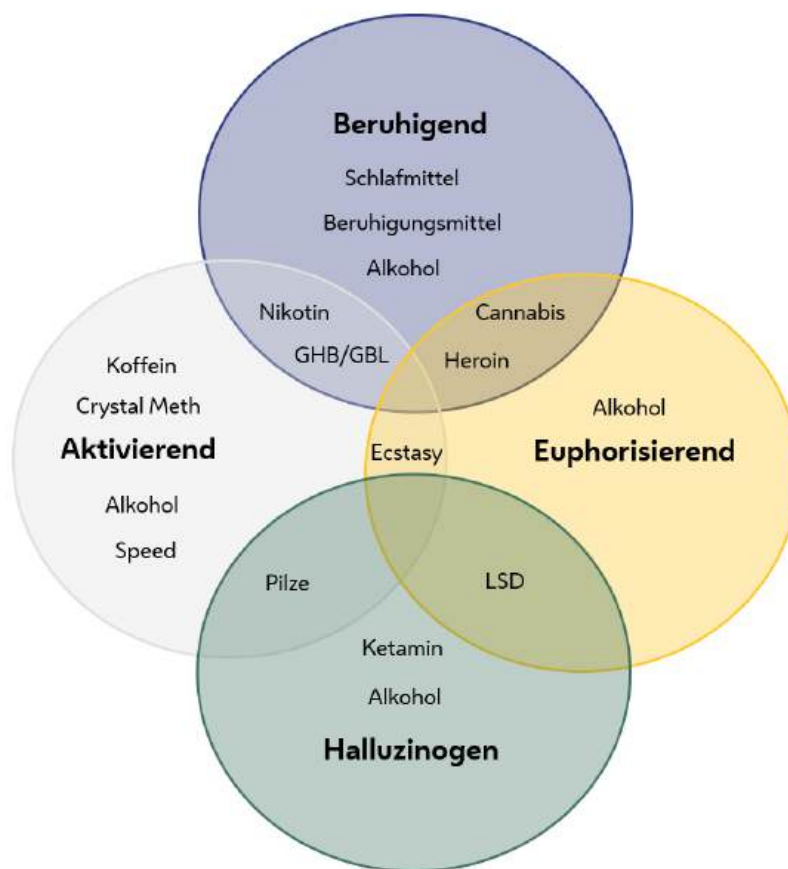 Beruhigend
Schlafmittel
Beruhigungsmittel
Alkohol
Nikotin
GHB/GBL
Cannabis
Heroin
Koffein
Crystal Meth
Aktivierend
Alkohol
Speed
Ecstasy
Alkohol
Euphorisierend
Pilze
LSD
Ketamin
Alkohol
Halluzinogen